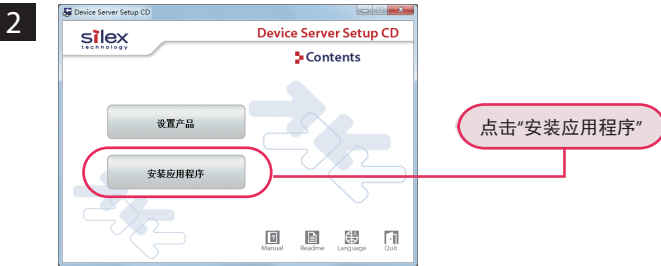 2
Device Server Setup CD
silex
technology
Device Server Setup CD
Contents
设置产品
安装应用程序
点击“安装应用程序”
Manual Readme Language Quit